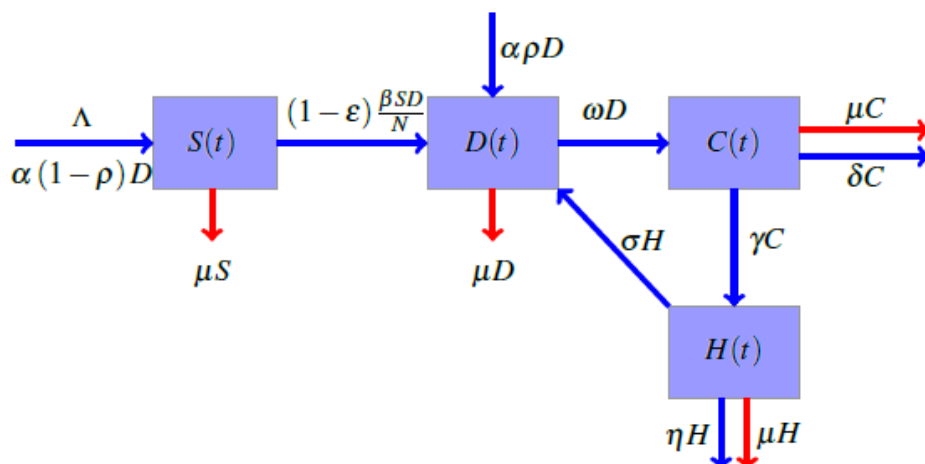 αρD
Λ
(1−ε) βSD/N
ωD
μC
S(t)
D(t)
C(t)
α(1−ρ)D
δC
σH
γC
μS
μD
H(t)
ηH
μH